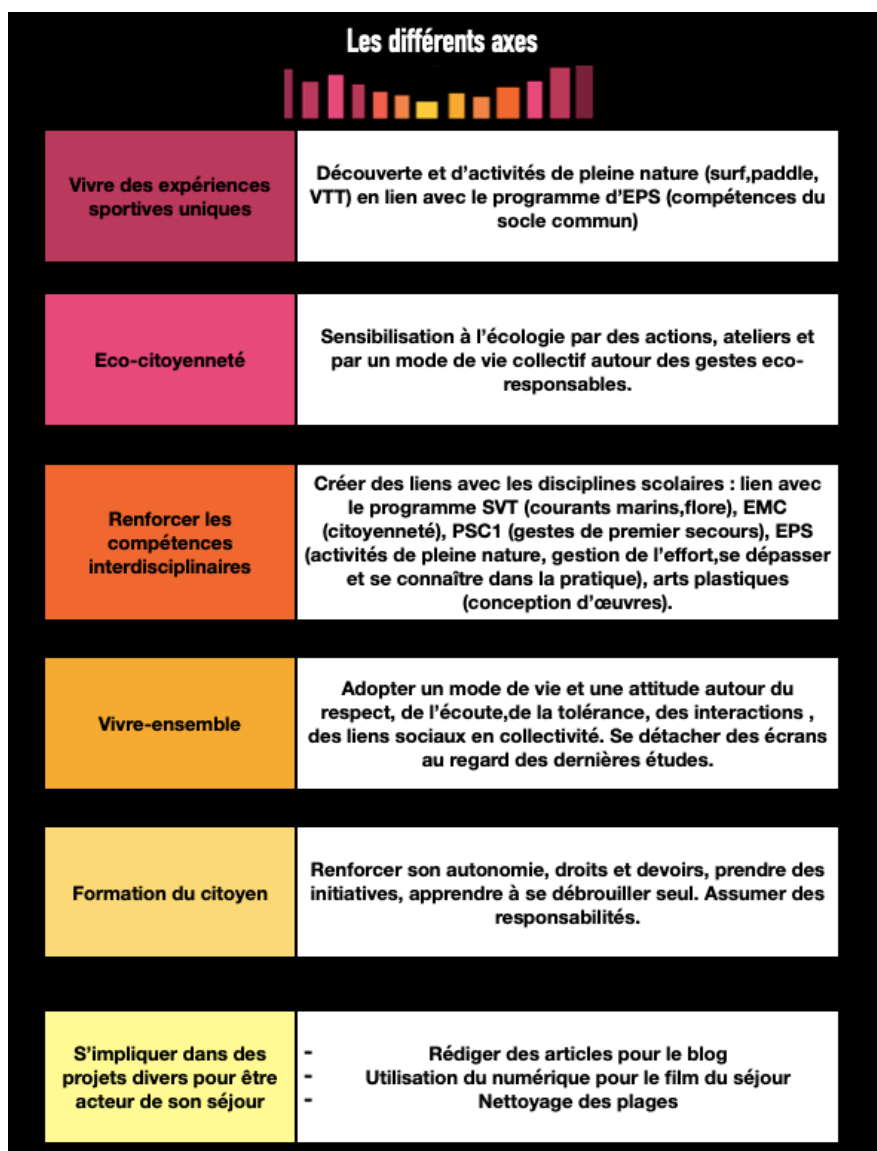 Les différents axes
Vivre des expériences
sportives uniques
Découverte et d'activités de pleine nature (surf,paddle,
VTT) en lien avec le programme d'EPS (compétences du
socle commun)
Eco-citoyenneté
Sensibilisation à l'écologie par des actions, ateliers et
par un mode de vie collectif autour des gestes eco-
responsables.
Renforcer les
compétences
interdisciplinaires
Créer des liens avec les disciplines scolaires : lien avec
le programme SVT (courants marins,flore), EMC
(citoyenneté), PSC1 (gestes de premier secours), EPS
(activités de pleine nature, gestion de l'effort,se dépasser
et se connaître dans la pratique), arts plastiques
(conception d'œuvres).
Vivre-ensemble
Adopter un mode de vie et une attitude autour du
respect, de l'écoute,de la tolérance, des interactions ,
des liens sociaux en collectivité. Se détacher des écrans
au regard des dernières études.
Formation du citoyen
Renforcer son autonomie, droits et devoirs, prendre des
initiatives, apprendre à se débrouiller seul. Assumer des
responsabilités.
S'impliquer dans des
projets divers pour être
acteur de son séjour
- Rédiger des articles pour le blog
- Utilisation du numérique pour le film du séjour
- Nettoyage des plages